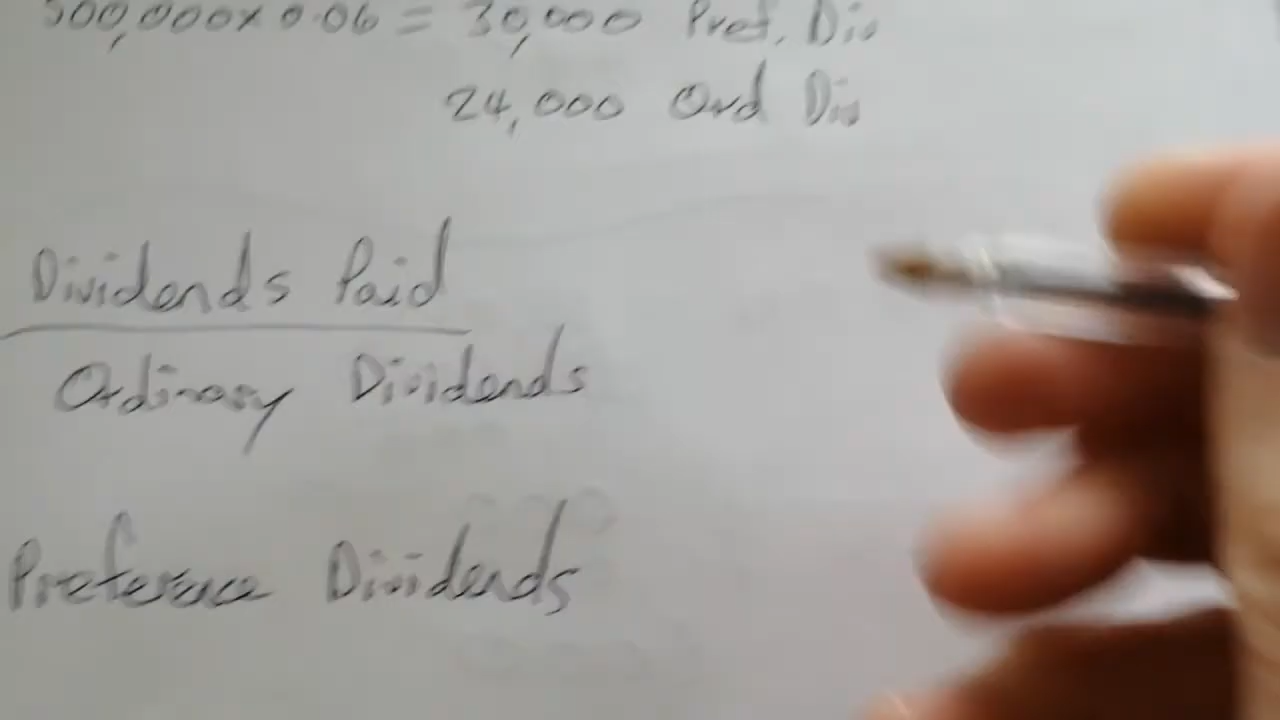 500,000 x 0.06 = 30,000 Pref. Div
24,000 Ord Div
Dividends Paid
Ordinary Dividends
Preference Dividends